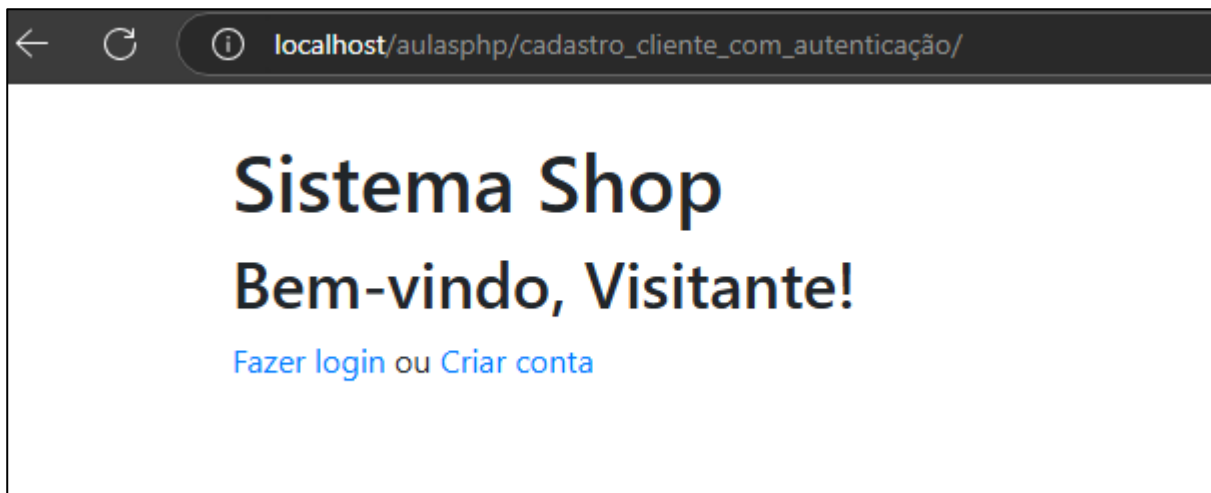 localhost/aulasphp/cadastro_cliente_com_autenticação/
Sistema Shop
Bem-vindo, Visitante!
Fazer login ou Criar conta